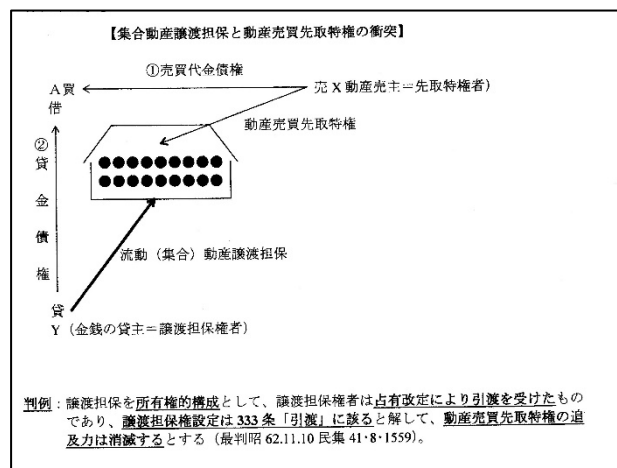 【集合動産譲渡担保と動産売買先取特権の衝突】
①売買代金債権
A買
借
売X動産売主=先取特権者）
動産売買先取特権
②
貸
金
債
権
流動（集合）動産譲渡担保
貸
Y（金銭の貸主=譲渡担保権者）
判例：譲渡担保を所有権的構成として、譲渡担保権者は占有改定により引渡を受けたもの
であり、譲渡担保権設定は333条「引渡」に該ると解して、動産売買先取特権の追
及力は消滅するとする（最判昭62.11.10民集41・8・1559）。